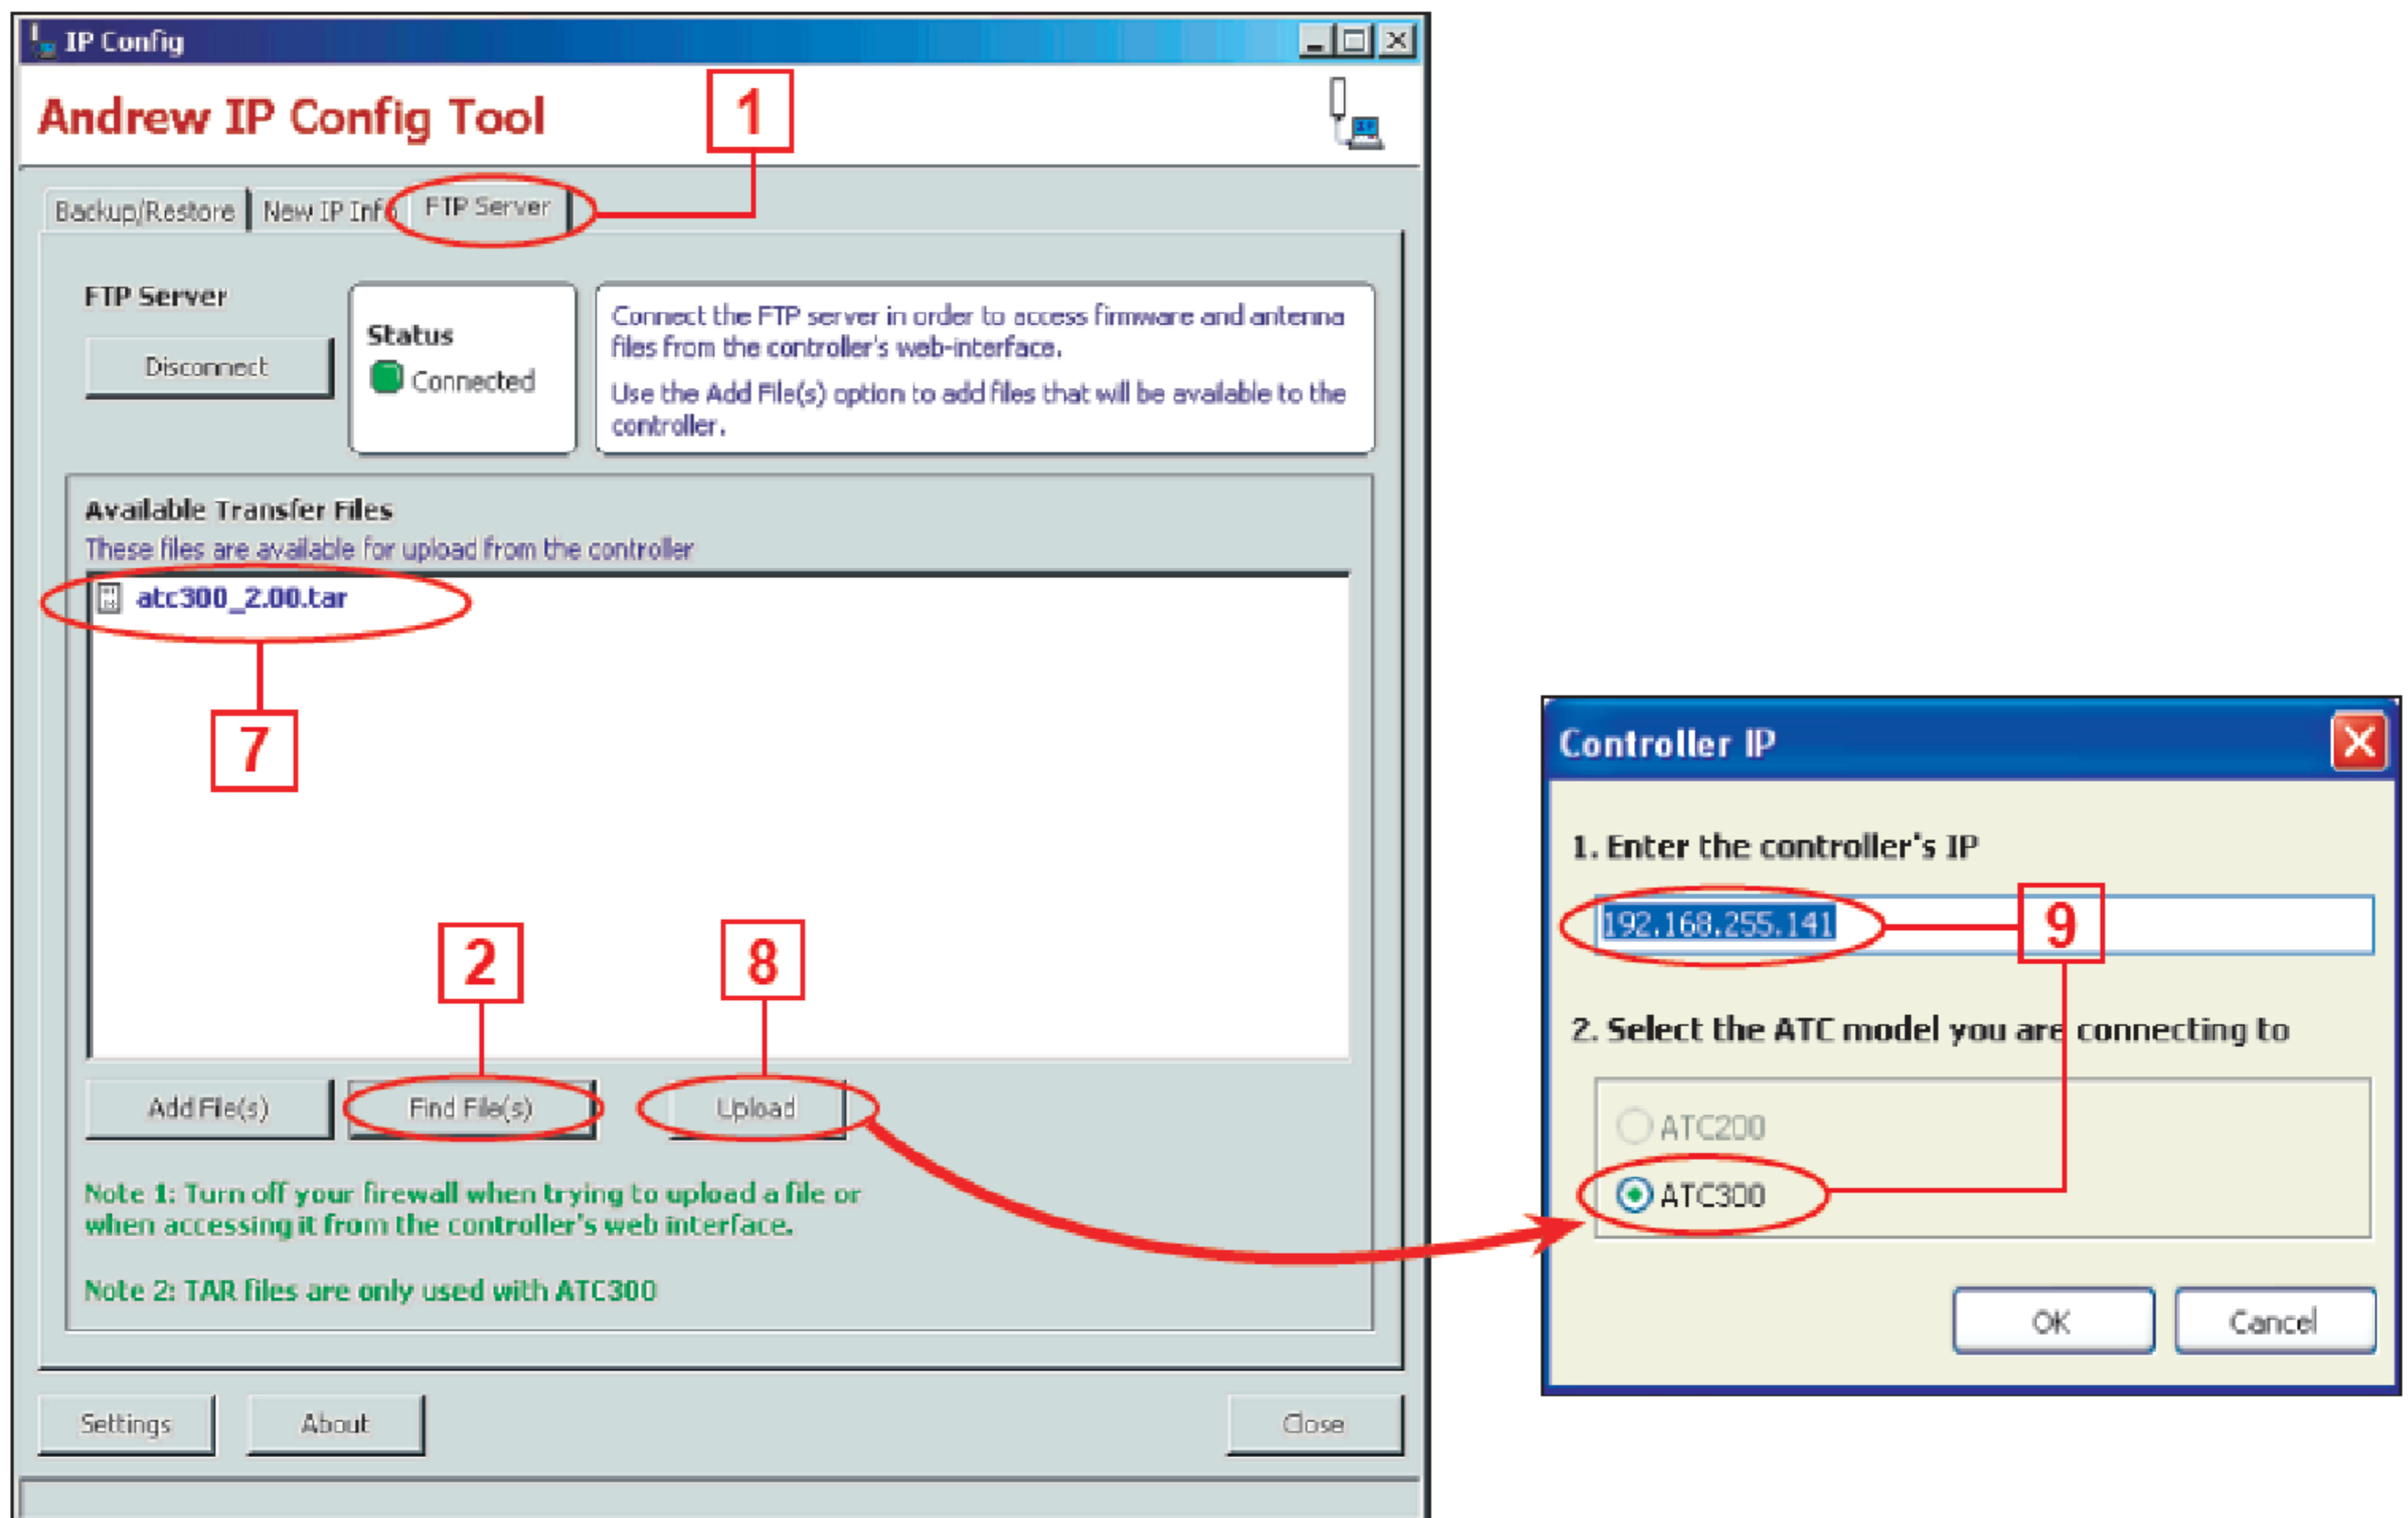 IP Config
Andrew IP Config Tool
1
IP
Backup/Restore
New IP Info
FTP Server
FTP Server
Disconnect
Status
Connected
Connect the FTP server in order to access firmware and antenna
files from the controller's web-interface.
Use the Add File(s) option to add files that will be available to the
controller.
Available Transfer Files
These files are available for upload from the controller
atc300_2.00.tar
7
2
8
Add File(s)
Find File(s)
Upload
Note 1: Turn off your firewall when trying to upload a file or
when accessing it from the controller's web interface.
Note 2: TAR files are only used with ATC300
Settings
About
Close
Controller IP
1. Enter the controller's IP
192.168.255.141
9
2. Select the ATC model you are connecting to
ATC200
ATC300
OK
Cancel